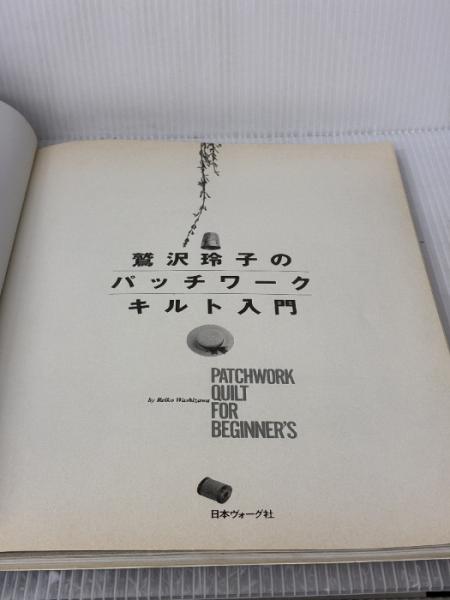 鷲沢玲子の
パッチワーク
キルト入門
by Reiko Washizawa
PATCHWORK
QUILT
FOR
BEGINNER'S
日本ヴォーグ社